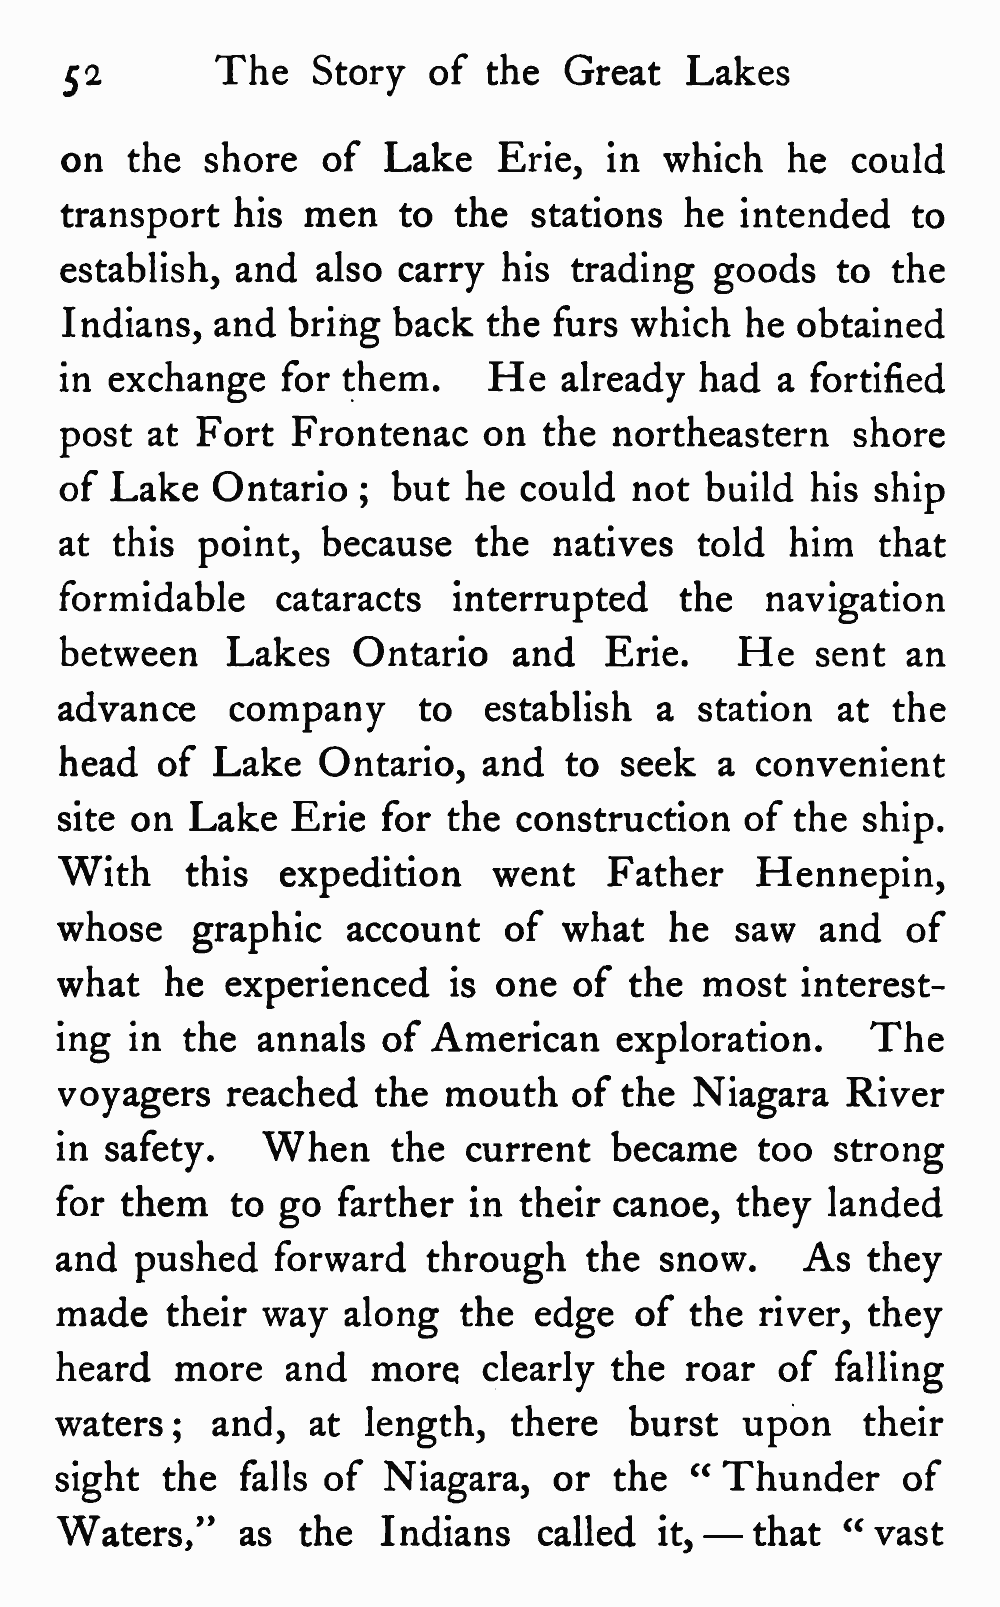 52 The Story of the Great Lakes
on the shore of Lake Erie, in which he could
transport his men to the stations he intended to
establish, and also carry his trading goods to the
Indians, and bring back the furs which he obtained
in exchange for them. He already had a fortified
post at Fort Frontenac on the northeastern shore
of Lake Ontario ; but he could not build his ship
at this point, because the natives told him that
formidable cataracts interrupted the navigation
between Lakes Ontario and Erie. He sent an
advance company to establish a station at the
head of Lake Ontario, and to seek a convenient
site on Lake Erie for the construction of the ship.
With this expedition went Father Hennepin,
whose graphic account of what he saw and of
what he experienced is one of the most interest-
ing in the annals of American exploration. The
voyagers reached the mouth of the Niagara River
in safety. When the current became too strong
for them to go farther in their canoe, they landed
and pushed forward through the snow. As they
made their way along the edge of the river, they
heard more and more clearly the roar of falling
waters ; and, at length, there burst upon their
sight the falls of Niagara, or the “ Thunder of
Waters,” as the Indians called it, — that “ vast